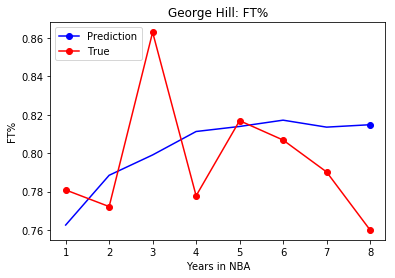 George Hill: FT%
Prediction
True
FT%
0.86
0.84
0.82
0.80
0.78
0.76
1 2 3 4 5 6 7 8
Years in NBA